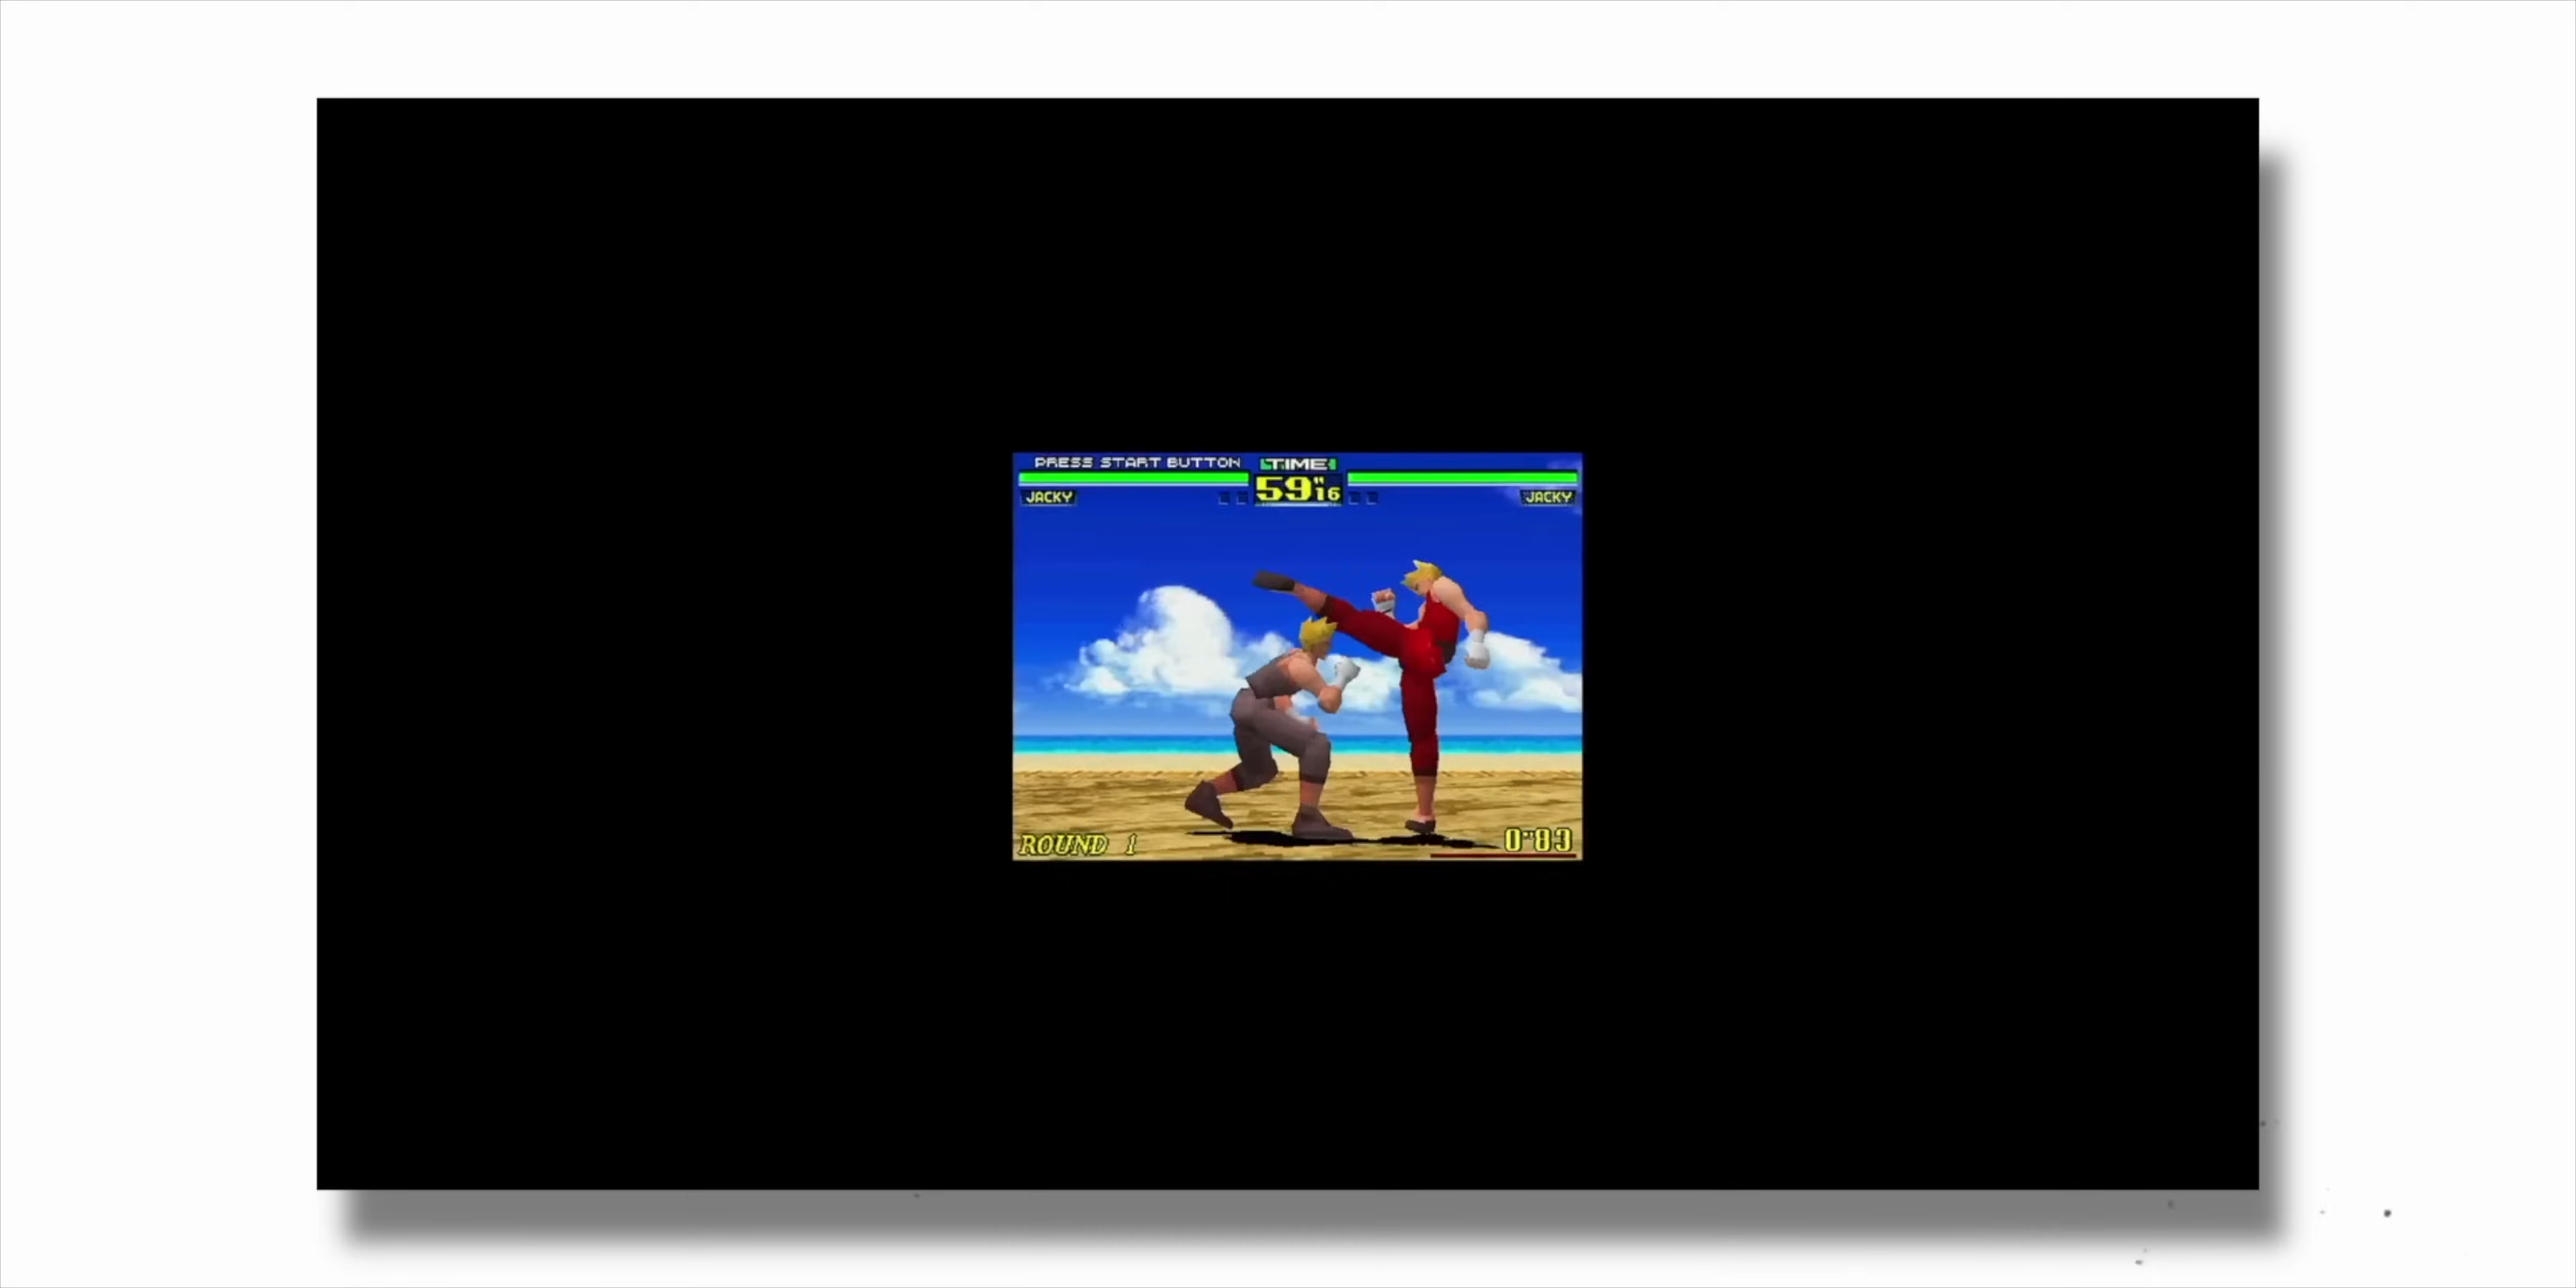 PRESS START BUTTON
TIME
59"16
JACKY
JACKY
ROUND 1
0"83